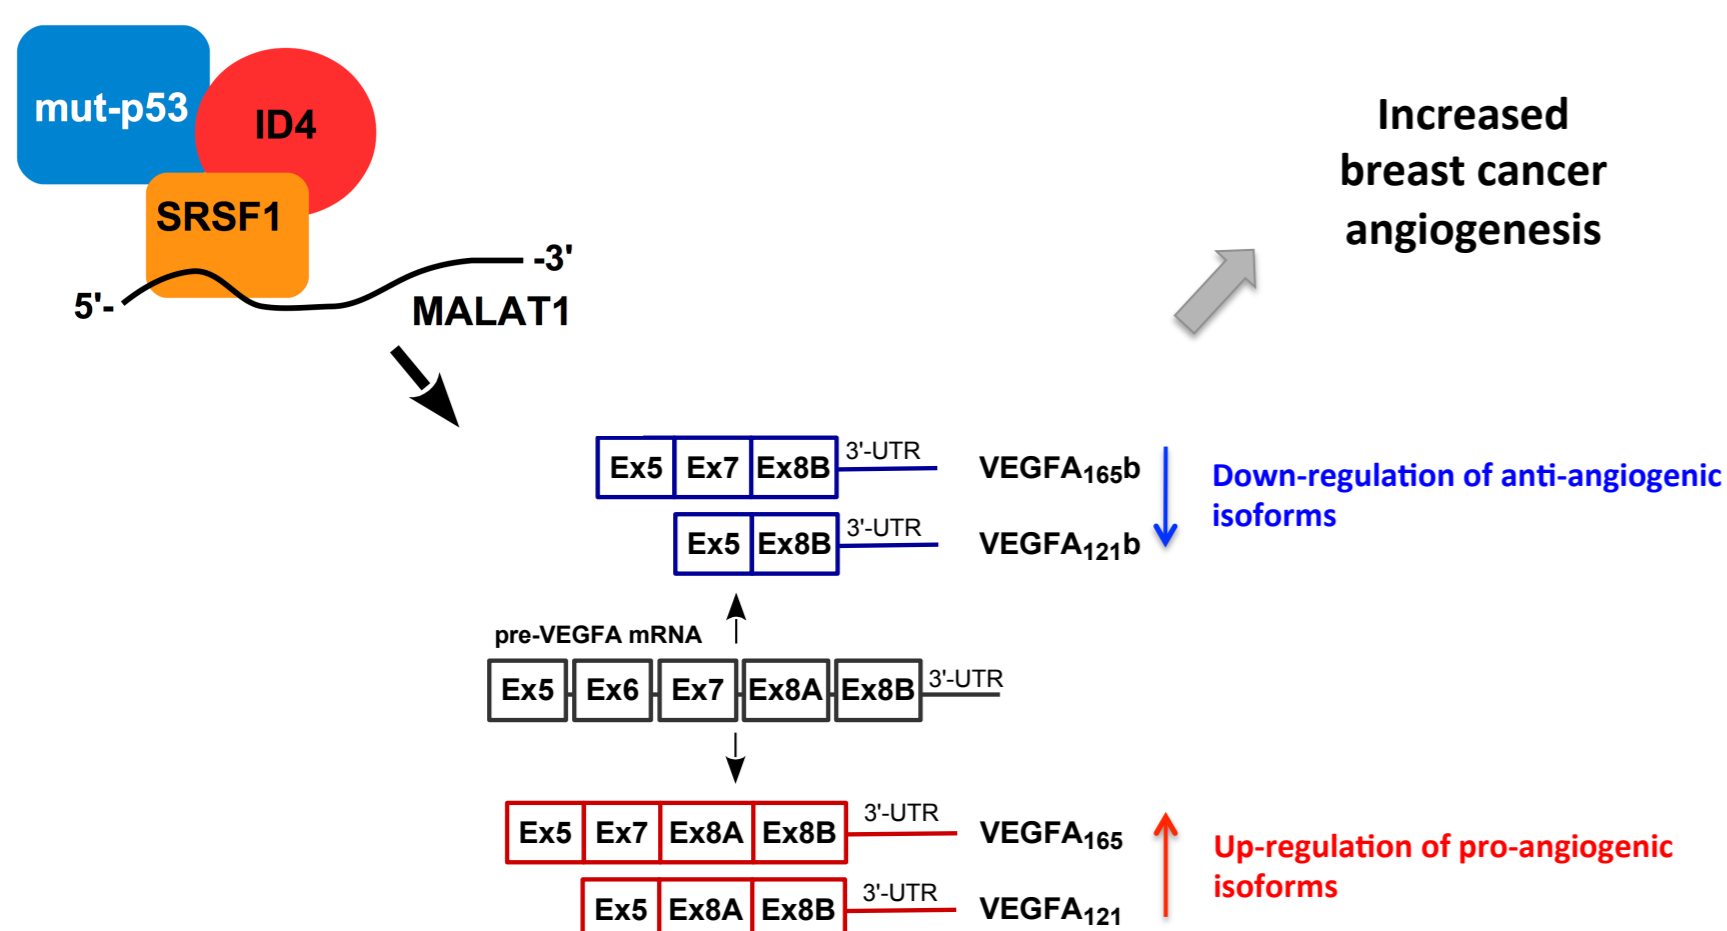 mut-p53
ID4
SRSF1
5'-
-3'
MALAT1
Increased
breast cancer
angiogenesis
Ex5 Ex7 Ex8B 3'-UTR VEGFA165b
Ex5 Ex8B 3'-UTR VEGFA121b
Down-regulation of anti-angiogenic
isoforms
pre-VEGFA mRNA
Ex5 Ex6 Ex7 Ex8A Ex8B 3'-UTR
Ex5 Ex7 Ex8A Ex8B 3'-UTR VEGFA165
Ex5 Ex8A Ex8B 3'-UTR VEGFA121
Up-regulation of pro-angiogenic
isoforms